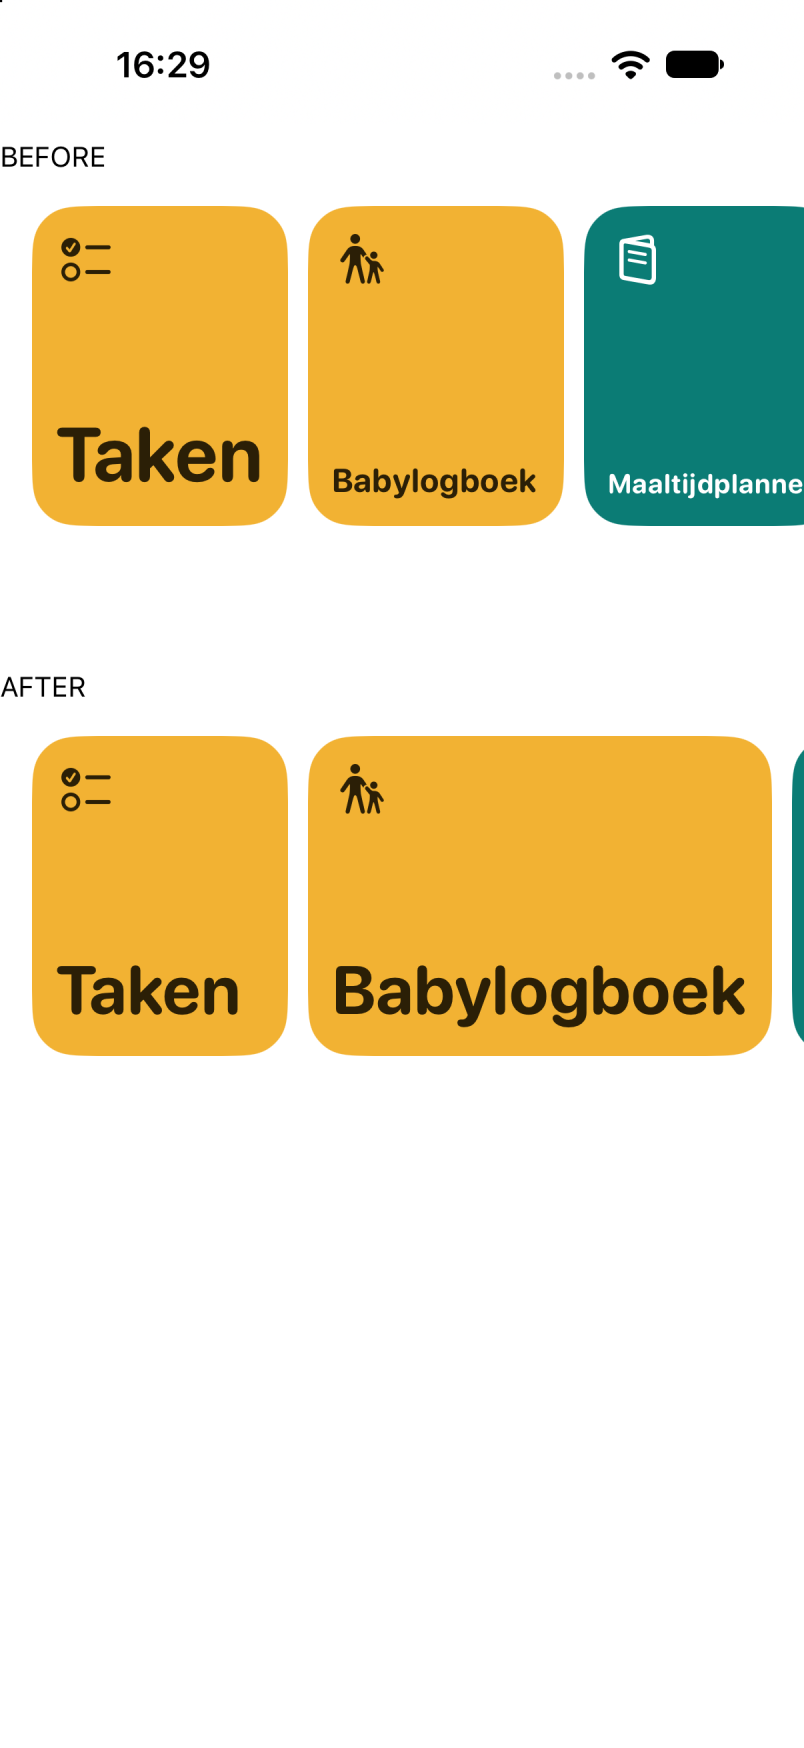 16:29
BEFORE
Taken
Babylogboek
Maaltijdplanne
AFTER
Taken
Babylogboek